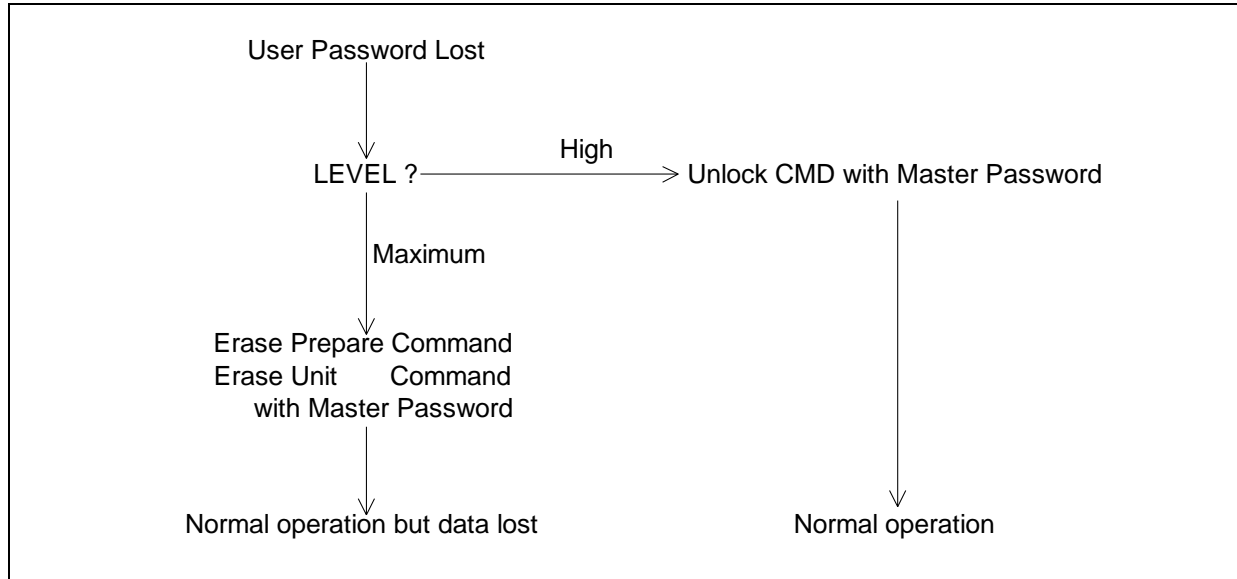 User Password Lost
LEVEL ?
High
Unlock CMD with Master Password
Maximum
Erase Prepare Command
Erase Unit Command
with Master Password
Normal operation but data lost
Normal operation